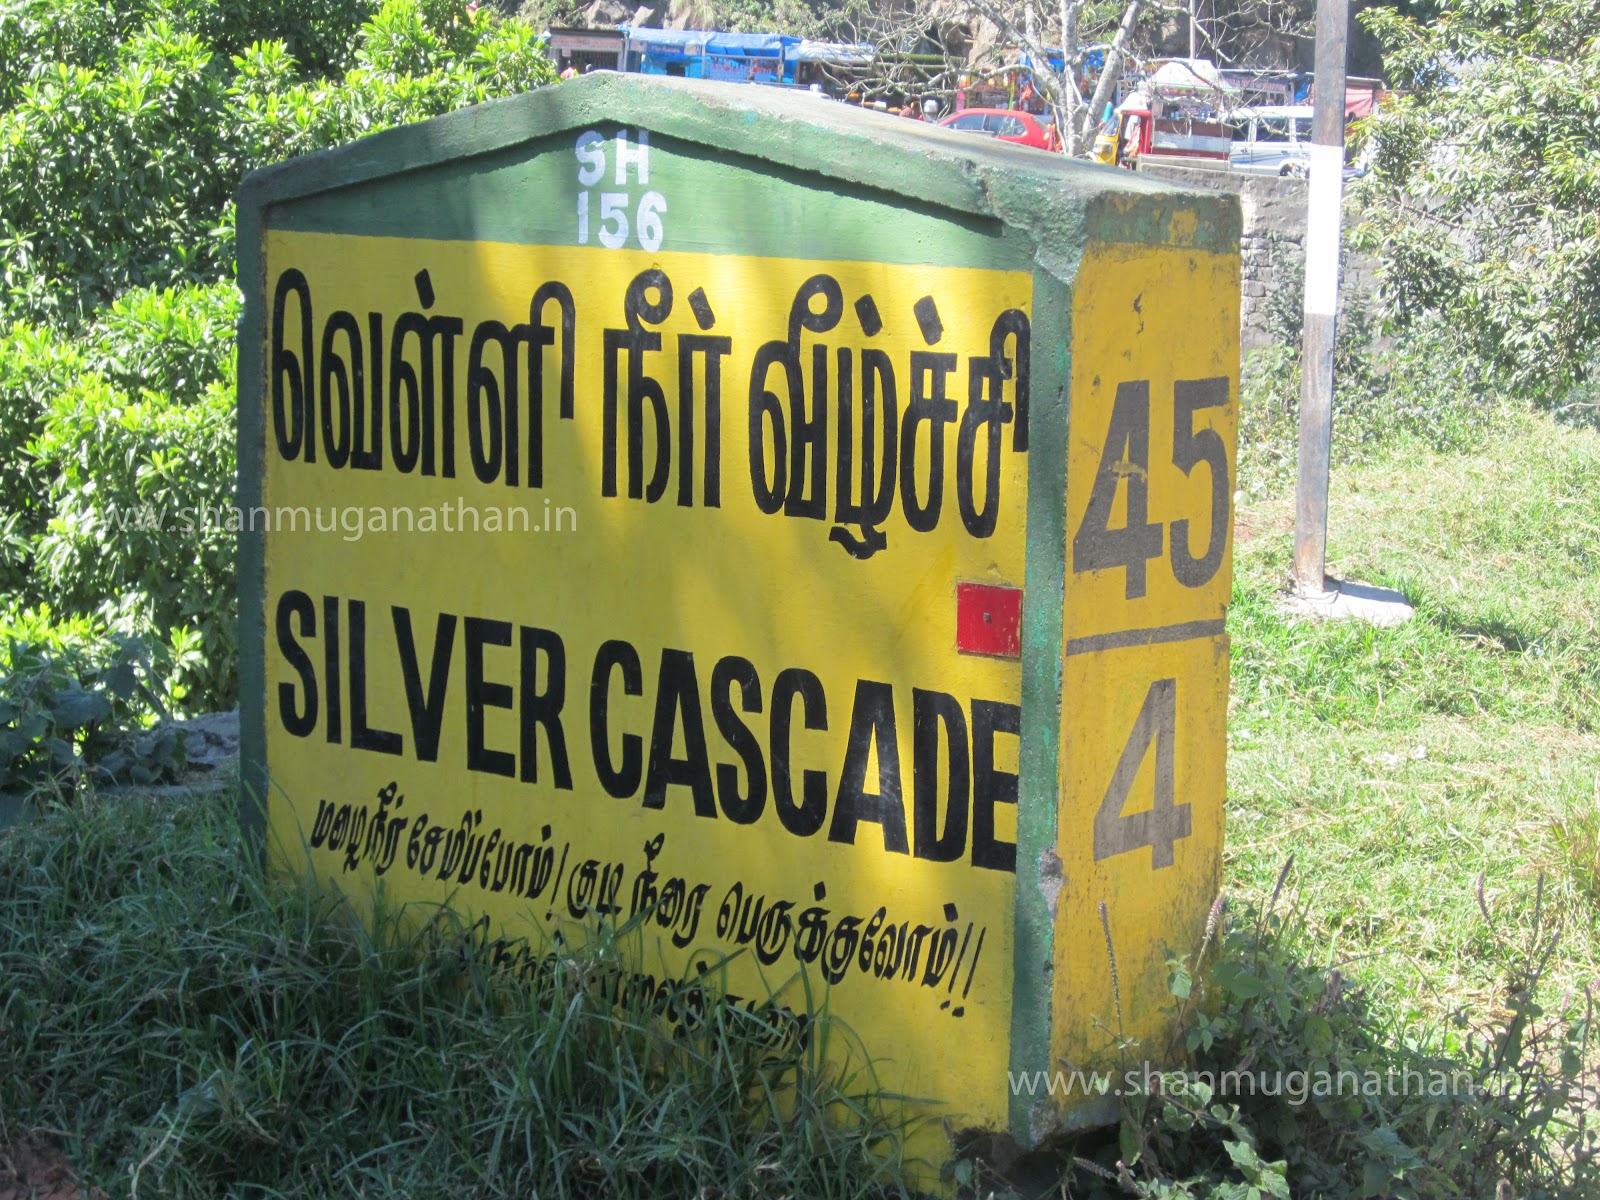 SH
156
வெள்ளி நீர் வீழ்ச்சி
SILVER CASCADE
மழைநீர் சேமிப்போம்! குடிநீரை பெருக்குவோம்!!
45
4
www.shanmuganathan.in
www.shanmuganathan.in